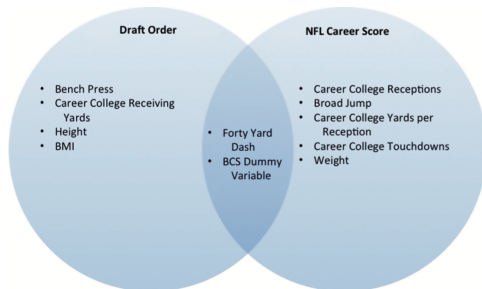 Draft Order
• Bench Press
• Career College Receiving
Yards
• Height
• BMI
• Forty Yard
Dash
• BCS Dummy
Variable
NFL Career Score
• Career College Receptions
• Broad Jump
• Career College Yards per
Reception
• Career College Touchdowns
• Weight